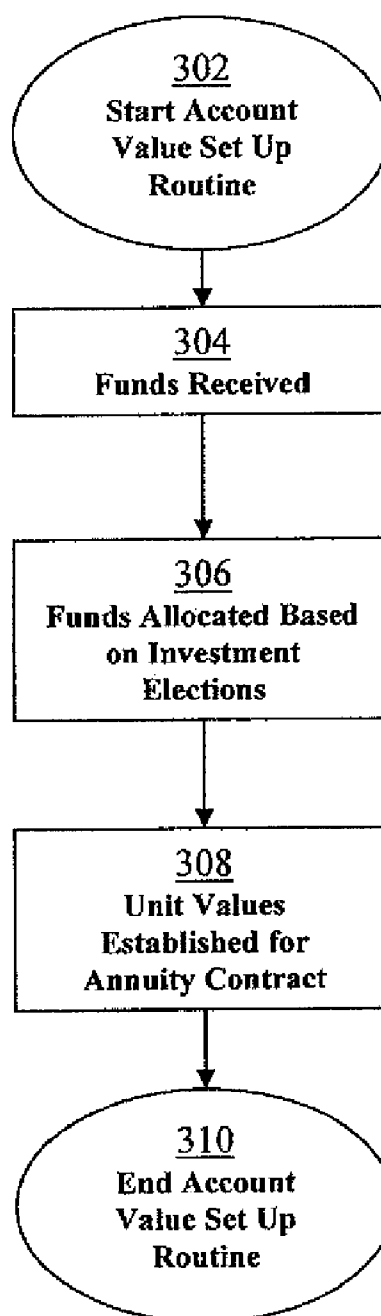 302
Start Account
Value Set Up
Routine
304
Funds Received
306
Funds Allocated Based
on Investment
Elections
308
Unit Values
Established for
Annuity Contract
310
End Account
Value Set Up
Routine